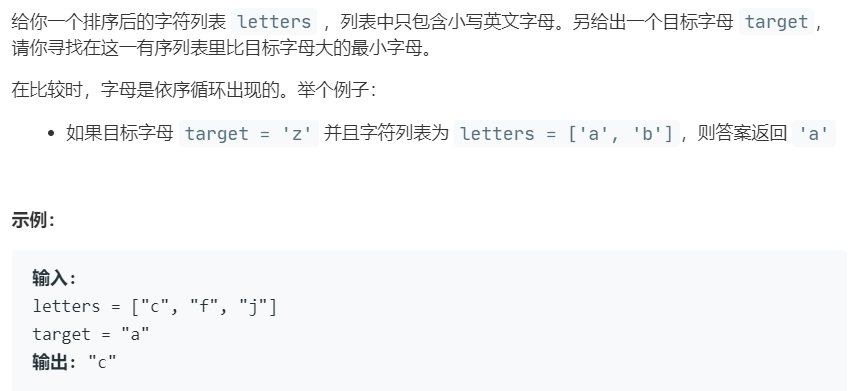 给你一个排序后的字符列表 letters ，列表中只包含小写英文字母。另给出一个目标字母 target，
请你寻找在这一有序列表里比目标字母大的最小字母。
在比较时，字母是依序循环出现的。举个例子：
• 如果目标字母 target = 'z' 并且字符列表为 letters = ['a', 'b']，则答案返回 'a'
示例：
输入：
letters = ["c", "f", "j"]
target = "a"
输出： "c"